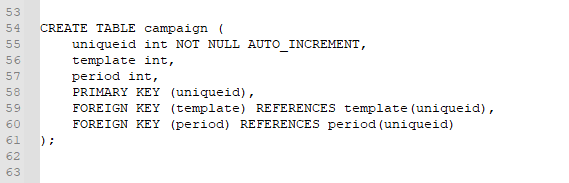 53
54 CREATE TABLE campaign (
55     uniqueid int NOT NULL AUTO_INCREMENT,
56     template int,
57     period int,
58     PRIMARY KEY (uniqueid),
59     FOREIGN KEY (template) REFERENCES template(uniqueid),
60     FOREIGN KEY (period) REFERENCES period(uniqueid)
61 );
62
63